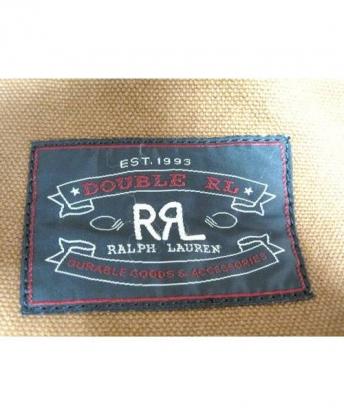 EST. 1993
DOUBLE RL
RRL
RALPH LAUREN
DURABLE GOODS & ACCESSORIES